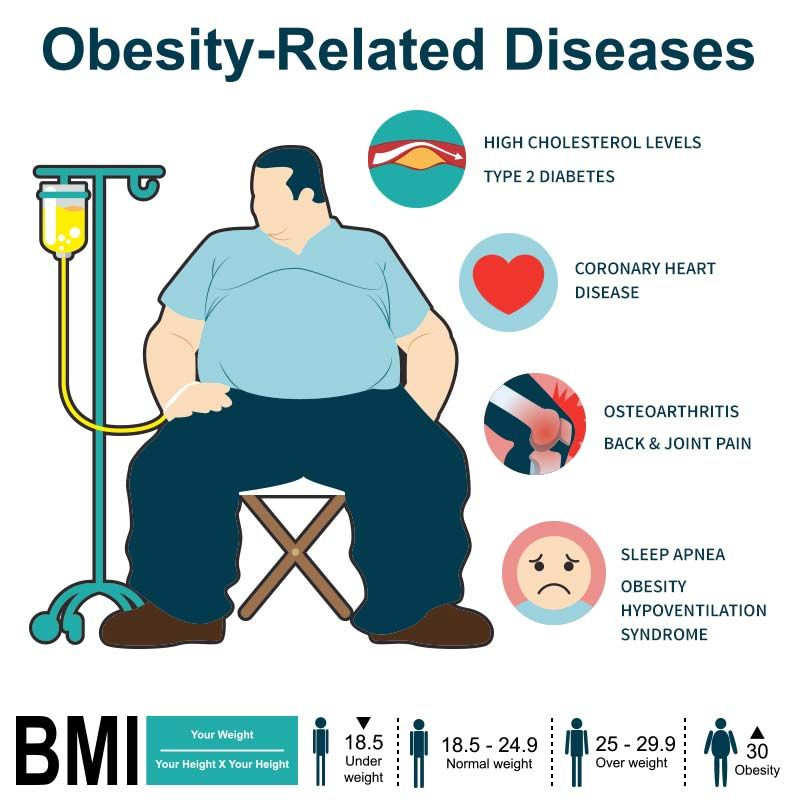 Obesity-Related Diseases
HIGH CHOLESTEROL LEVELS
TYPE 2 DIABETES
CORONARY HEART
DISEASE
OSTEOARTHRITIS
BACK & JOINT PAIN
SLEEP APNEA
OBESITY
HYPOVENTILATION
SYNDROME
BMI
Your Weight
Your Height X Your Height
18.5
Under
weight
18.5 - 24.9
Normal weight
25 - 29.9
Over weight
30
Obesity